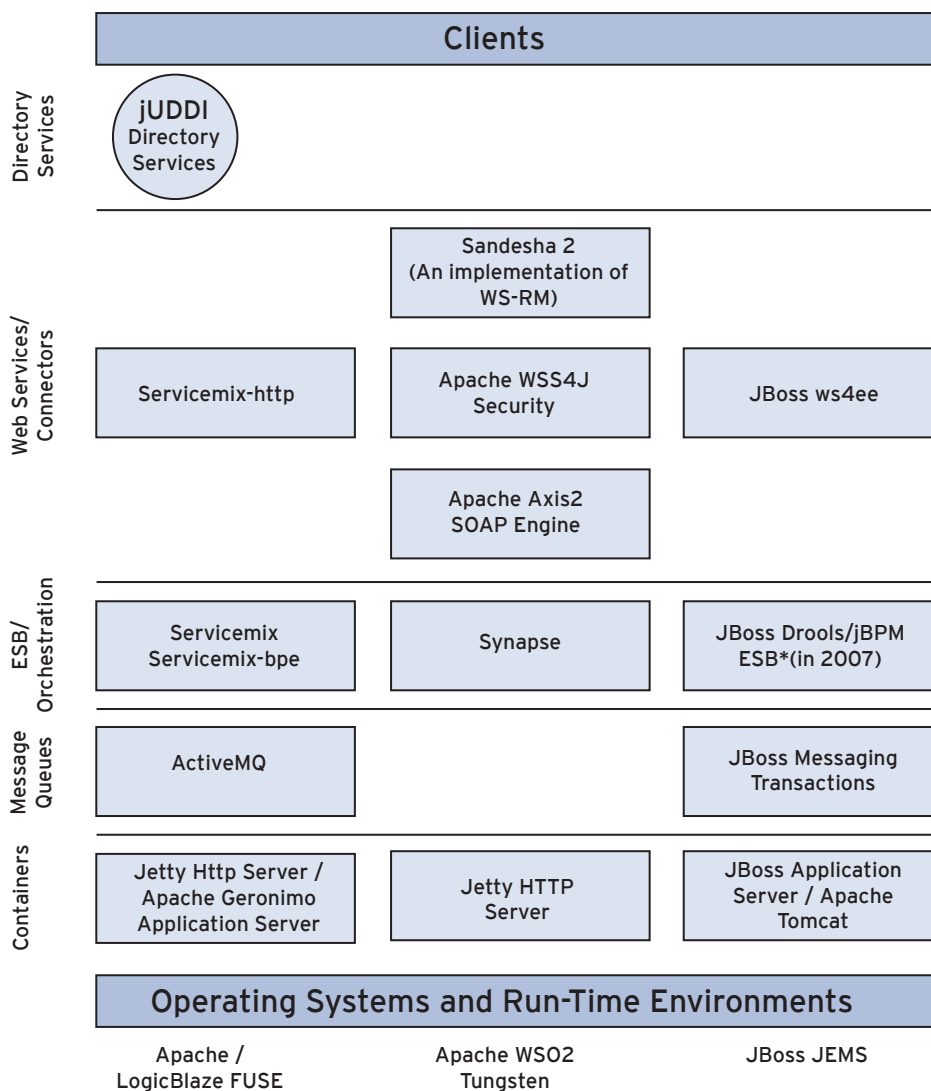 Clients
Directory
Services
jUDDI
Directory
Services
Web Services/
Connectors
Sandesha 2
(An implementation of
WS-RM)
Servicemix-http
Apache WSS4J
Security
JBoss ws4ee
Apache Axis2
SOAP Engine
ESB/
Orchestration
Servicemix
Servicemix-bpe
Synapse
JBoss Drools/jBPM
ESB*(in 2007)
Message
Queues
ActiveMQ
JBoss Messaging
Transactions
Containers
Jetty Http Server /
Apache Geronimo
Application Server
Jetty HTTP
Server
JBoss Application
Server / Apache
Tomcat
Operating Systems and Run-Time Environments
Apache /
LogicBlaze FUSE
Apache WSO2
Tungsten
JBoss JEMS